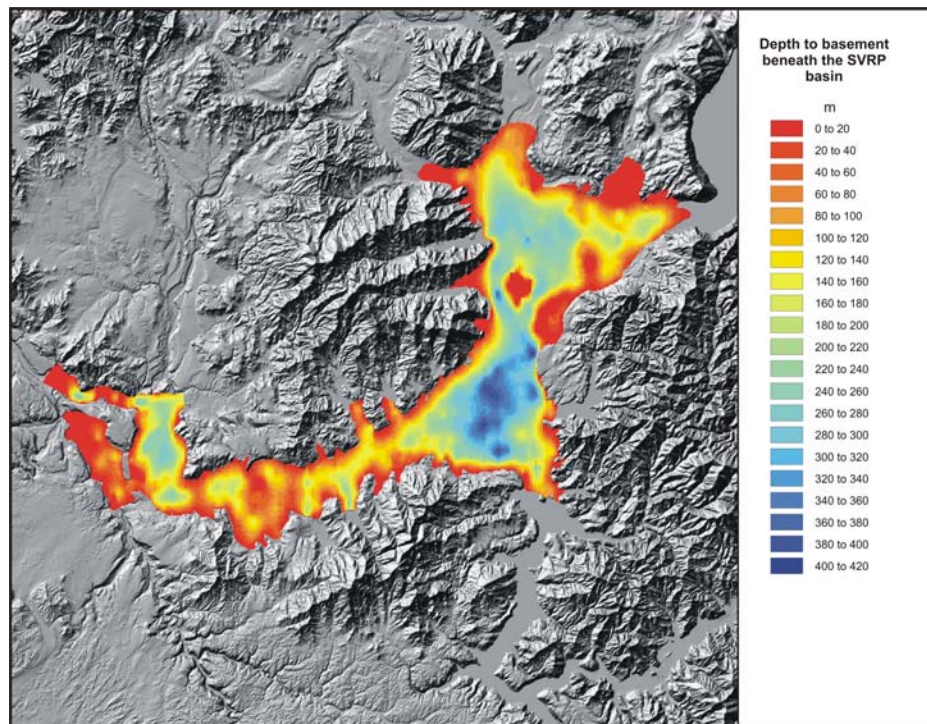 Depth to basement
beneath the SVRP
basin
m
0 to 20
20 to 40
40 to 60
60 to 80
80 to 100
100 to 120
120 to 140
140 to 160
160 to 180
180 to 200
200 to 220
220 to 240
240 to 260
260 to 280
280 to 300
300 to 320
320 to 340
340 to 360
360 to 380
380 to 400
400 to 420